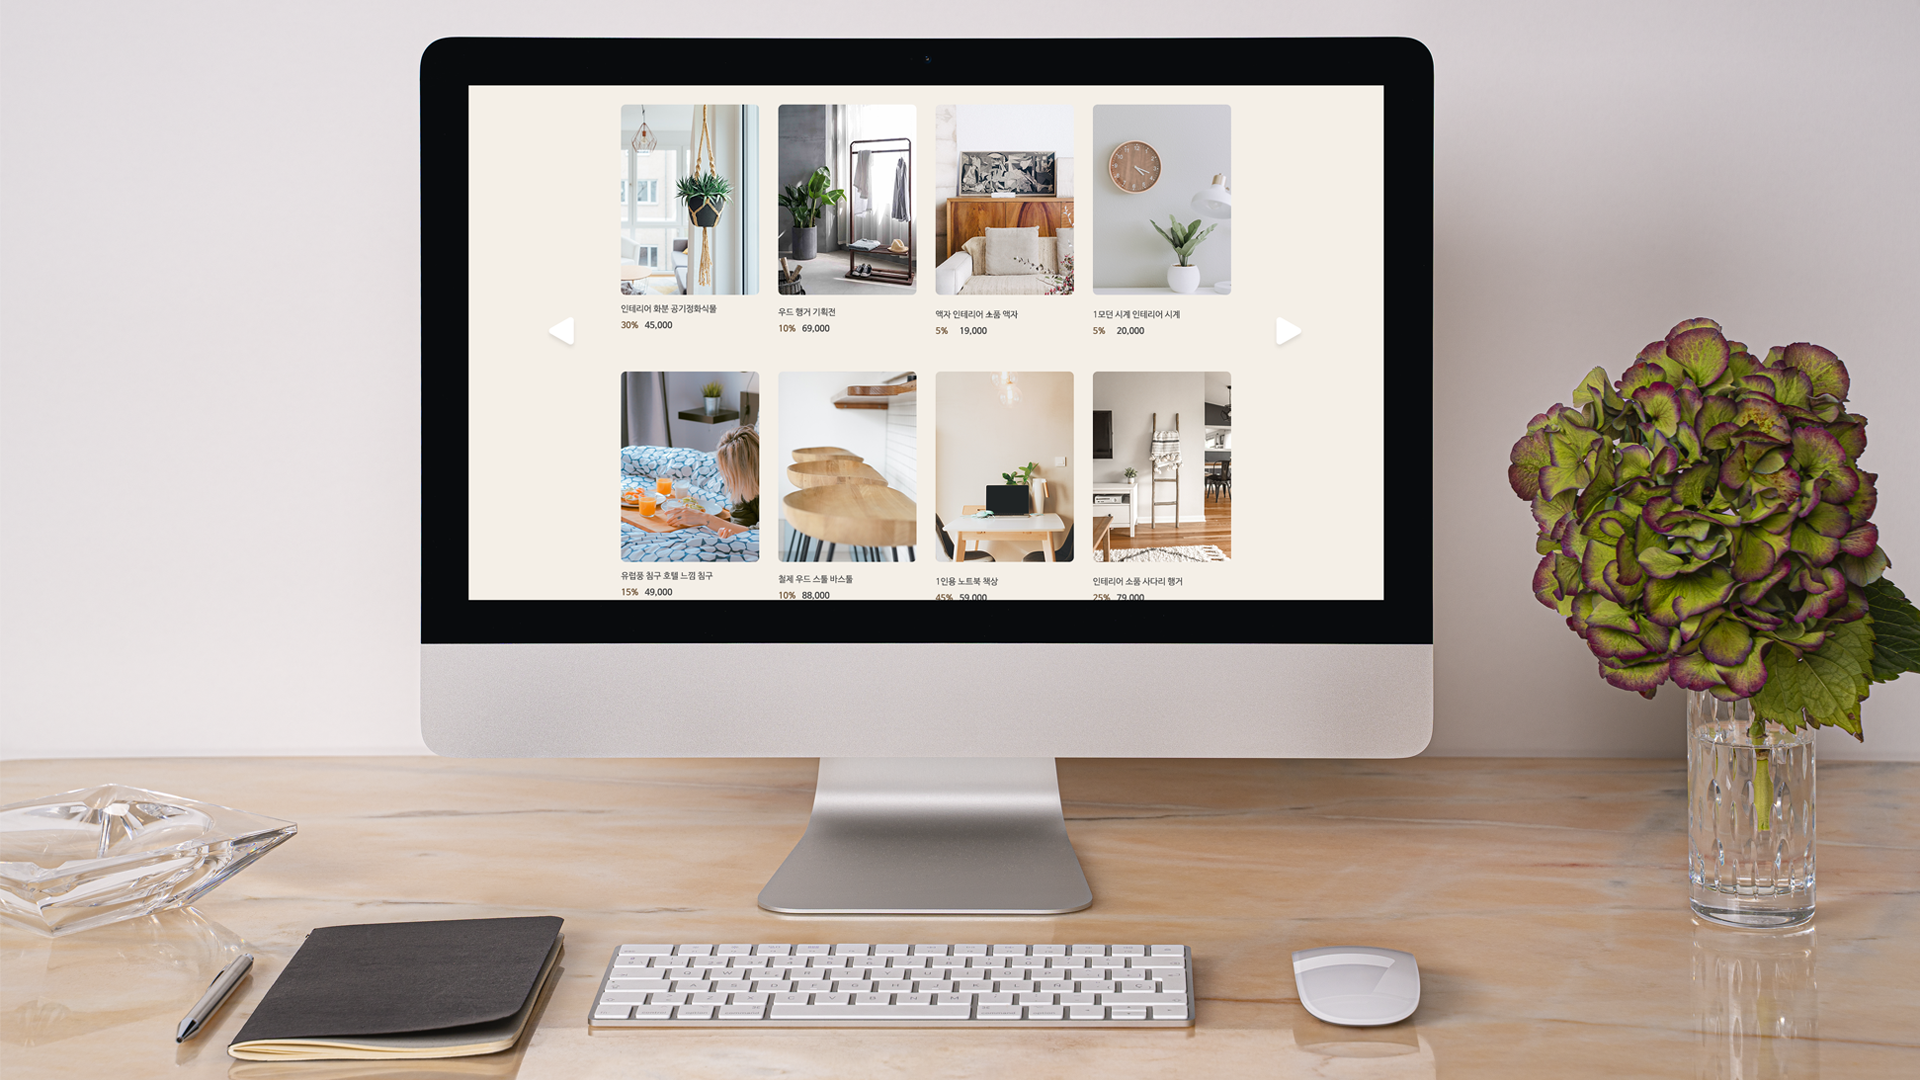 인테리어 화분 공기정화식물
30% 45,000
우드 행거 기획전
10% 69,000
액자 인테리어 소품 액자
5% 19,000
1모던 시계 인테리어 시계
5% 20,000
유럽풍 침구 호텔 느낌 침구
15% 49,000
철제 우드 스툴 바스툴
10% 88,000
1인용 노트북 책상
45% 59,000
인테리어 소품 사다리 행거
25% 79,000
Q W E R T Y U I O P
A S D F G H J K L Ñ
Z X C V B N M